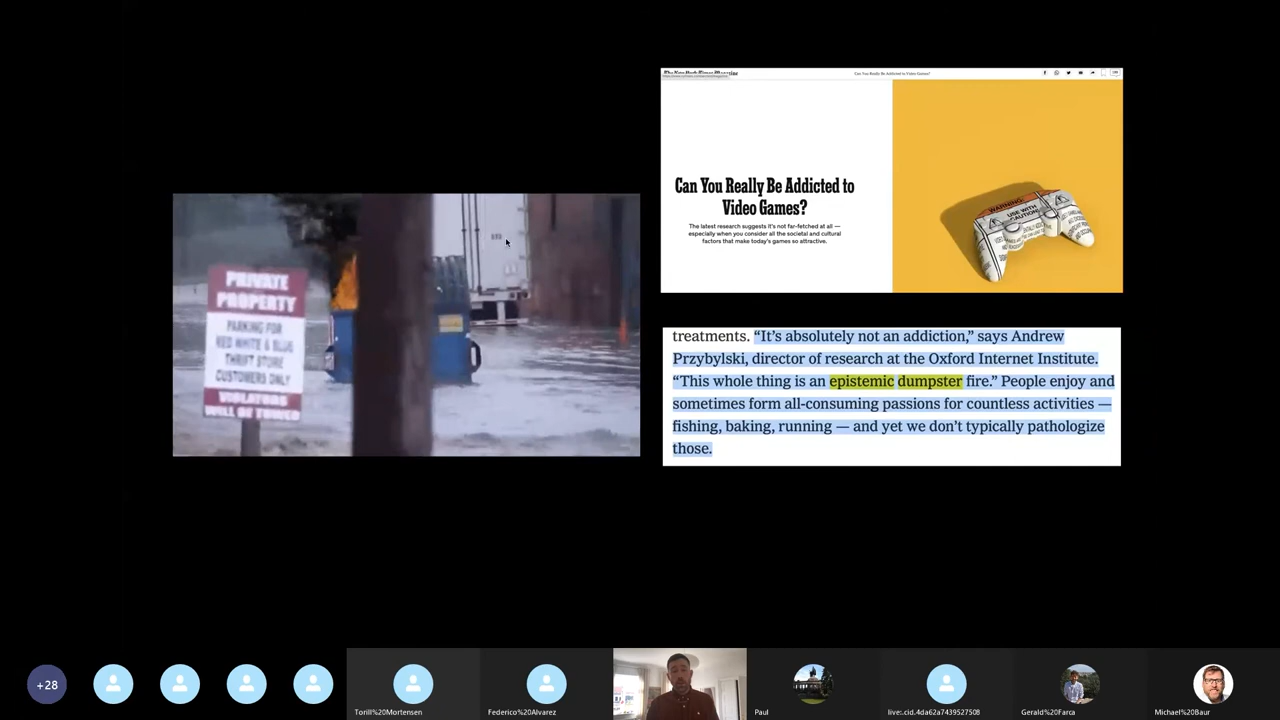 PRIVATE
PROPERTY
PARKING FOR
RED WHITE & BLUE
THRIFT STORE
CUSTOMERS ONLY
VIOLATORS
WILL BE TOWED
Can You Really Be Addicted to Video Games?
Can You Really Be Addicted to
Video Games?
The latest research suggests it's not far-fetched at all —
especially when you consider all the societal and cultural
factors that make today's games so attractive.
WARNING:
USE WITH
CAUTION
treatments. “It’s absolutely not an addiction,” says Andrew
Przybylski, director of research at the Oxford Internet Institute.
“This whole thing is an epistemic dumpster fire.” People enjoy and
sometimes form all-consuming passions for countless activities —
fishing, baking, running — and yet we don’t typically pathologize
those.
+28
Torill%20Mortensen
Federico%20Alvarez
Paul
live:.cid.4da62a7439527508
Gerald%20Farca
Michael%20Baur